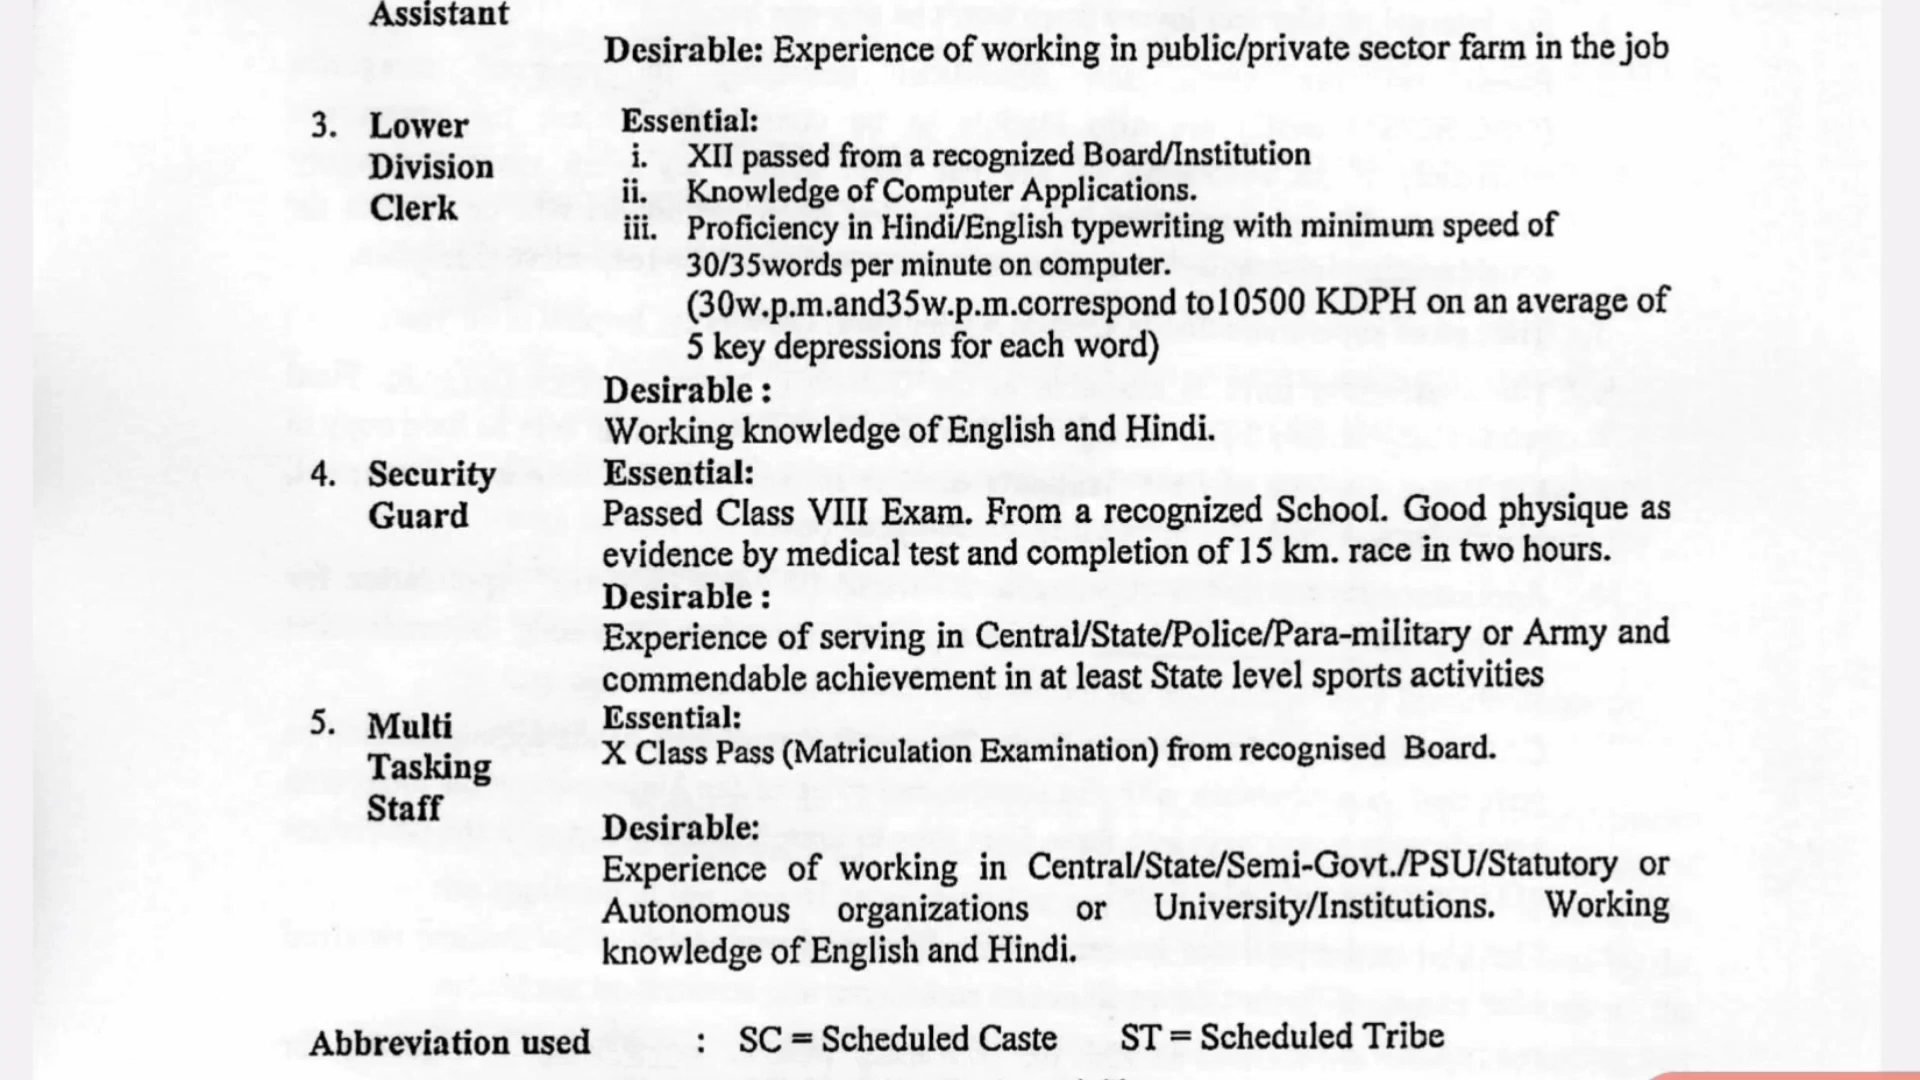 Assistant
Desirable: Experience of working in public/private sector farm in the job
3. Lower Division Clerk
Essential:
i. XII passed from a recognized Board/Institution
ii. Knowledge of Computer Applications.
iii. Proficiency in Hindi/English typewriting with minimum speed of
30/35words per minute on computer.
(30w.p.m.and35w.p.m.correspond to10500 KDPH on an average of
5 key depressions for each word)
Desirable :
Working knowledge of English and Hindi.
4. Security Guard
Essential:
Passed Class VIII Exam. From a recognized School. Good physique as
evidence by medical test and completion of 15 km. race in two hours.
Desirable :
Experience of serving in Central/State/Police/Para-military or Army and
commendable achievement in at least State level sports activities
5. Multi Tasking Staff
Essential:
X Class Pass (Matriculation Examination) from recognised Board.
Desirable:
Experience of working in Central/State/Semi-Govt./PSU/Statutory or
Autonomous organizations or University/Institutions. Working
knowledge of English and Hindi.
Abbreviation used : SC = Scheduled Caste ST = Scheduled Tribe